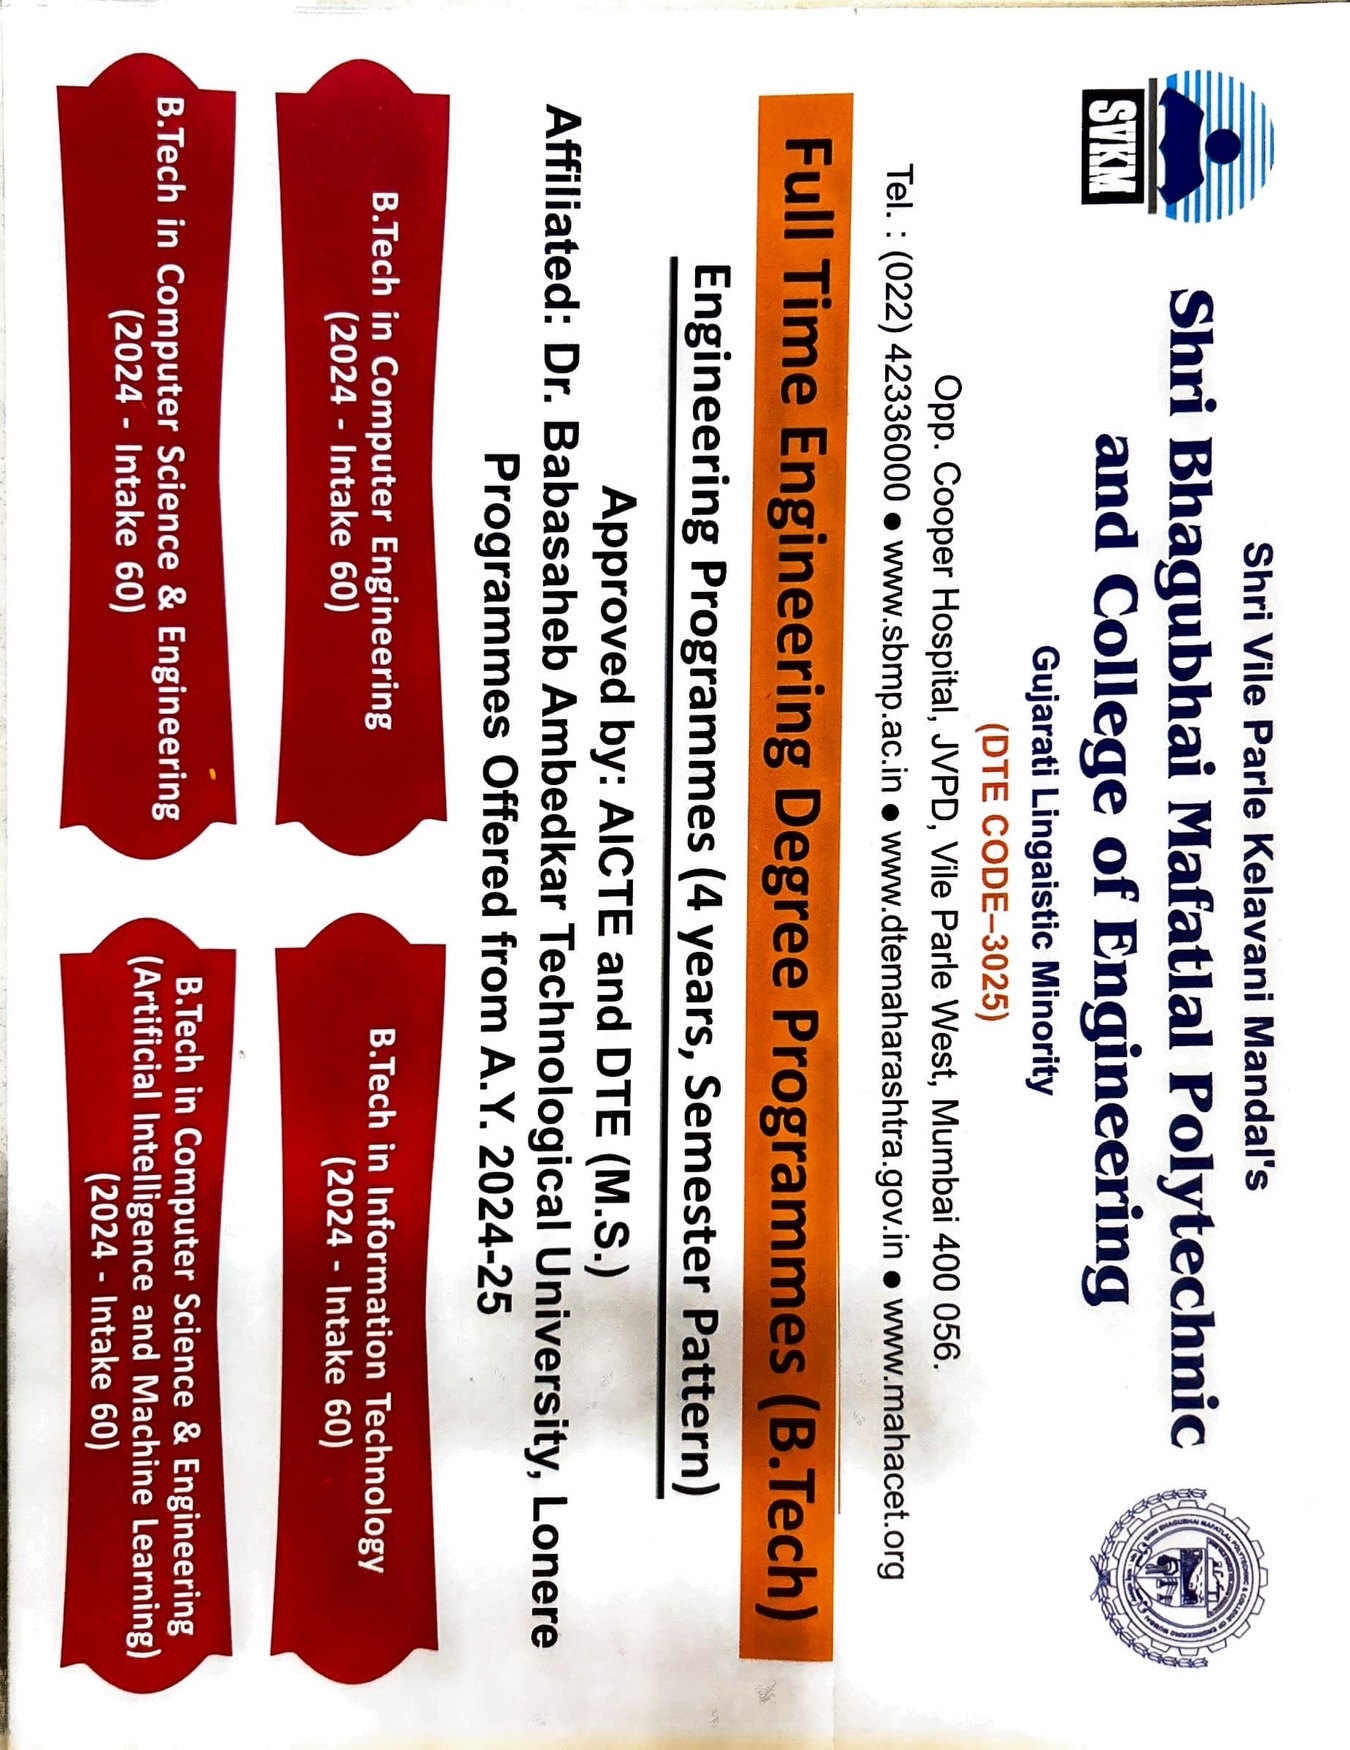 Shri Vile Parle Kelavani Mandal's
Shri Bhagubhai Mafatlal Polytechnic
and College of Engineering
SVKM
Gujarati Lingaistic Minority
(DTE CODE–3025)
Opp. Cooper Hospital, JVPD, Vile Parle West, Mumbai 400 056.
Tel. : (022) 42336000 ● www.sbmp.ac.in ● www.dtemaharashtra.gov.in ● www.mahacet.org
Full Time Engineering Degree Programmes (B.Tech)
Engineering Programmes (4 years, Semester Pattern)
Approved by: AICTE and DTE (M.S.)
Affiliated: Dr. Babasaheb Ambedkar Technological University, Lonere
Programmes Offered from A.Y. 2024-25
B.Tech in Computer Engineering
(2024 - Intake 60)
B.Tech in Information Technology
(2024 - Intake 60)
B.Tech in Computer Science & Engineering
(2024 - Intake 60)
B.Tech in Computer Science & Engineering
(Artificial Intelligence and Machine Learning)
(2024 - Intake 60)